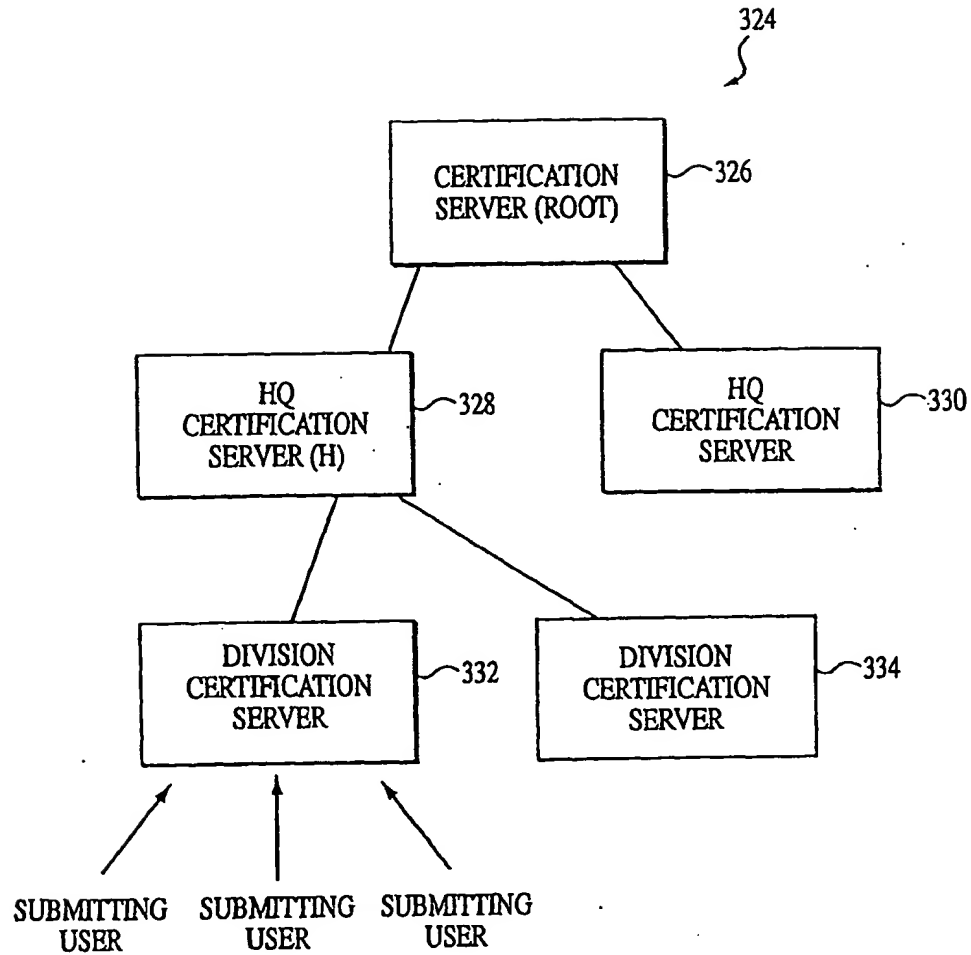 324
CERTIFICATION
SERVER (ROOT)
326
HQ
CERTIFICATION
SERVER (H)
328
HQ
CERTIFICATION
SERVER
330
DIVISION
CERTIFICATION
SERVER
332
DIVISION
CERTIFICATION
SERVER
334
SUBMITTING
USER
SUBMITTING
USER
SUBMITTING
USER